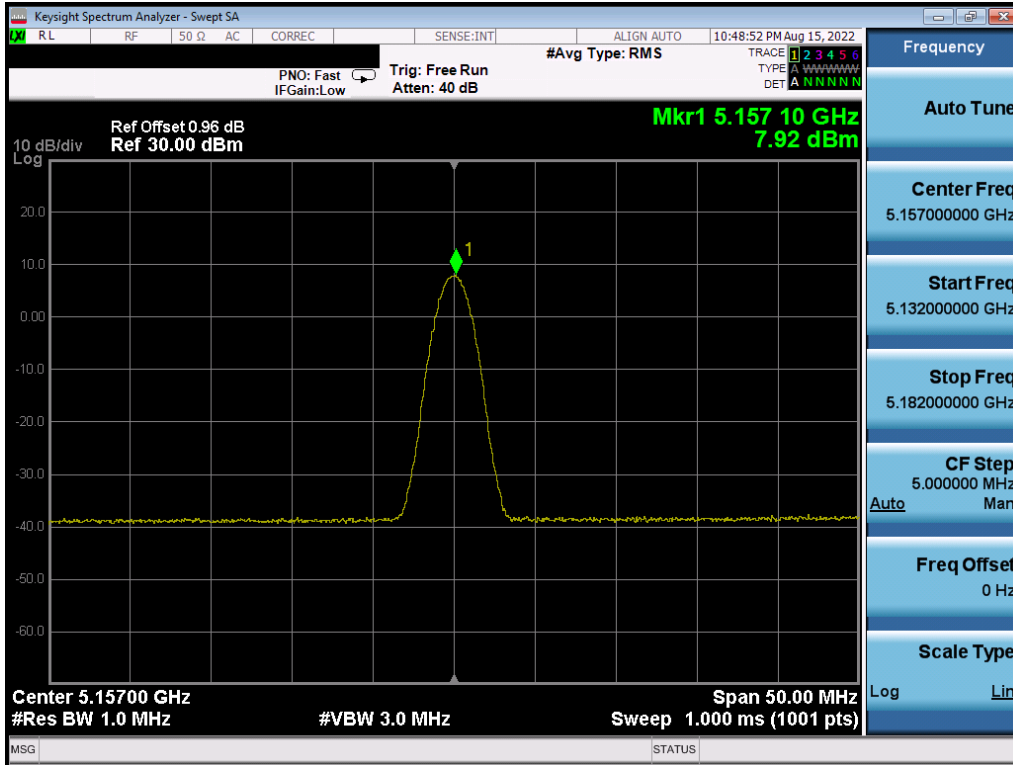 Keysight Spectrum Analyzer - Swept SA
LXI RL RF 50 Ω AC CORREC SENSE:INT ALIGN AUTO 10:48:52 PM Aug 15, 2022
#Avg Type: RMS
TRACE 1 2 3 4 5 6
TYPE A WWWWW
DET A N N N N N
PNO: Fast
IFGain:Low
Trig: Free Run
Atten: 40 dB
Mkr1 5.157 10 GHz
7.92 dBm
Ref Offset 0.96 dB
10 dB/div Ref 30.00 dBm
Log
20.0
10.0
0.00
-10.0
-20.0
-30.0
-40.0
-50.0
-60.0
1
Center 5.15700 GHz Span 50.00 MHz
#Res BW 1.0 MHz #VBW 3.0 MHz Sweep 1.000 ms (1001 pts)
MSG STATUS
Frequency
Auto Tune
Center Freq
5.157000000 GHz
Start Freq
5.132000000 GHz
Stop Freq
5.182000000 GHz
CF Step
5.000000 MHz
Auto Man
Freq Offset
0 Hz
Scale Type
Log Lin